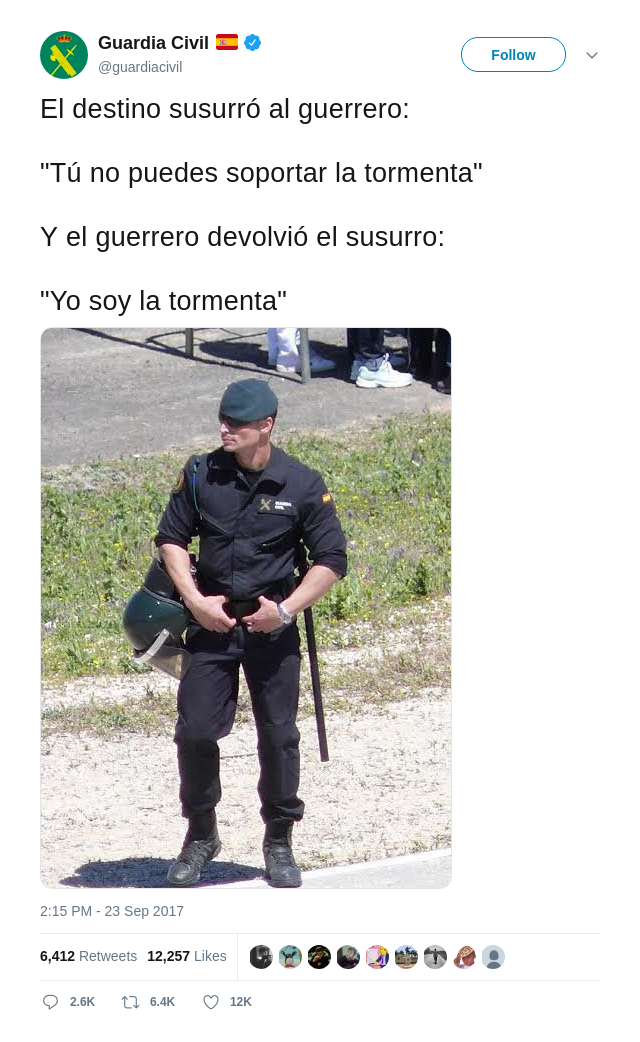 Guardia Civil
@guardiacivil
Follow
El destino susurró al guerrero:
"Tú no puedes soportar la tormenta"
Y el guerrero devolvió el susurro:
"Yo soy la tormenta"
GUARDIA
CIVIL
2:15 PM - 23 Sep 2017
6,412 Retweets 12,257 Likes
2.6K 6.4K 12K